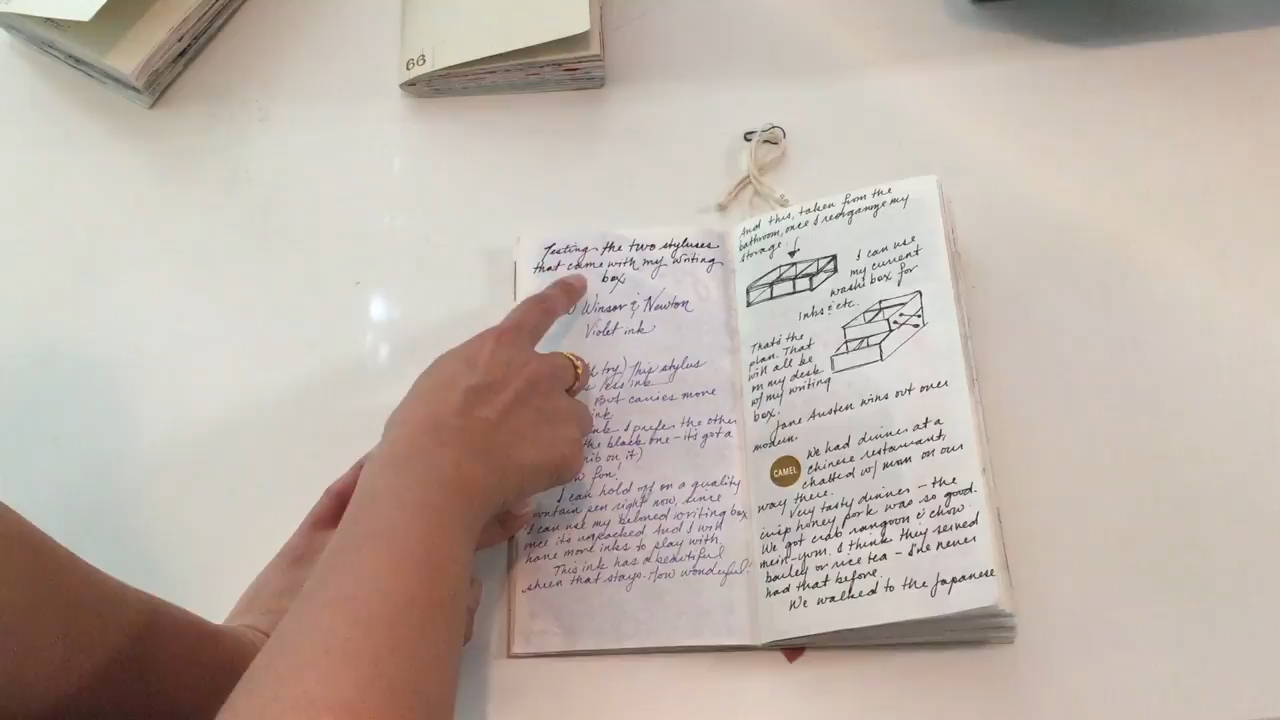 66
Testing the two styluses
that came with my writing
box
Winsor & Newton
Violet ink
try) This stylus
less ink
But carries more
ink.
ink. I prefer the other
the black one - it's got a
nib on it)
fun!
I can hold off on a quality
fountain pen right now, since
I can use my beloved writing box
once it's unpacked. And I will
have more inks to play with.
This ink has a beautiful
sheen that stays. How wonderful!
And this, taken from the
bathroom, once I reorganize my
storage.
I can use
my current
washi box for
inks & etc.
That's the
plan. That
will all be
on my desk
w/ my writing
box.
Jane Austen wins out over
modern.
CAMEL
We had dinner at a
chinese restaurant,
chatted w/ mom on our
way there.
Very tasty dinner - the
crisp honey pork was so good.
We got crab rangoon & chow
mein - yum. I think they served
barley or rice tea - I've never
had that before.
We walked to the Japanese